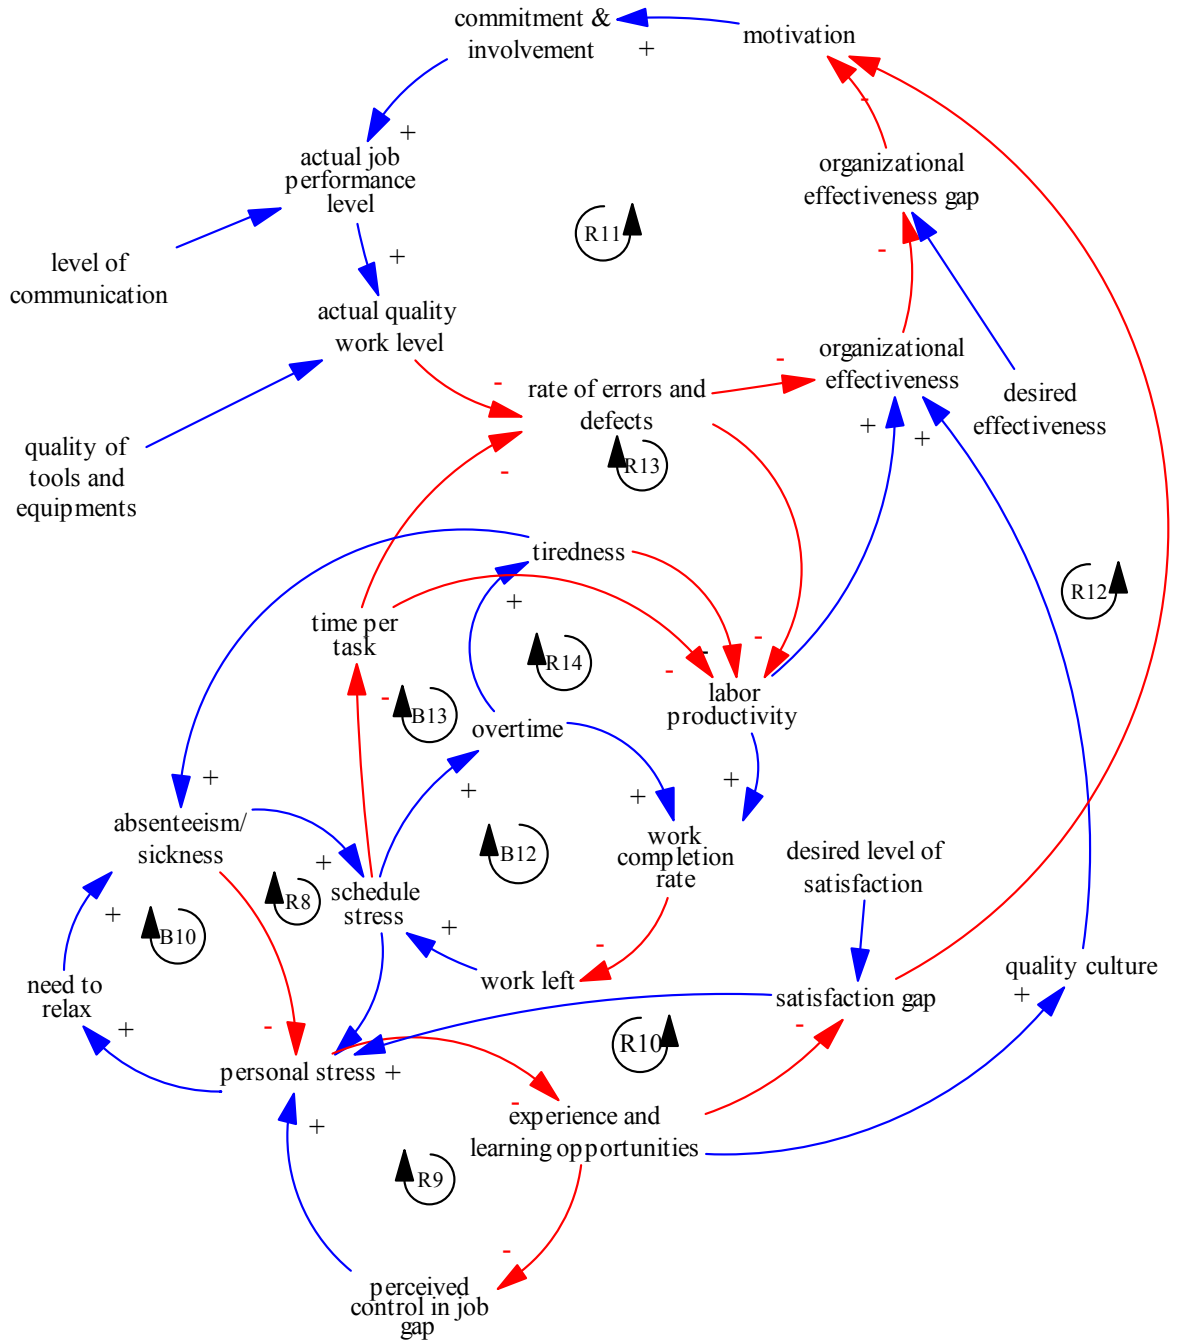 commitment &
involvement
+
motivation
-
+
actual job
performance
level
organizational
effectiveness gap
R11
+
-
level of
communication
actual quality
work level
organizational
effectiveness
-
-
rate of errors and
defects
desired
effectiveness
+
+
quality of
tools and
equipments
R13
-
tiredness
+
R12
time per
task
-
-
R14
-
-
labor
productivity
B13
overtime
+
+
+
+
absenteeism/
sickness
work
completion
rate
B12
desired level of
satisfaction
+
R8
schedule
stress
+
B10
+
-
need to
relax
work left
quality culture
satisfaction gap
+
+
-
-
R10
personal stress +
-
experience and
learning opportunities
+
R9
-
perceived
control in job
gap